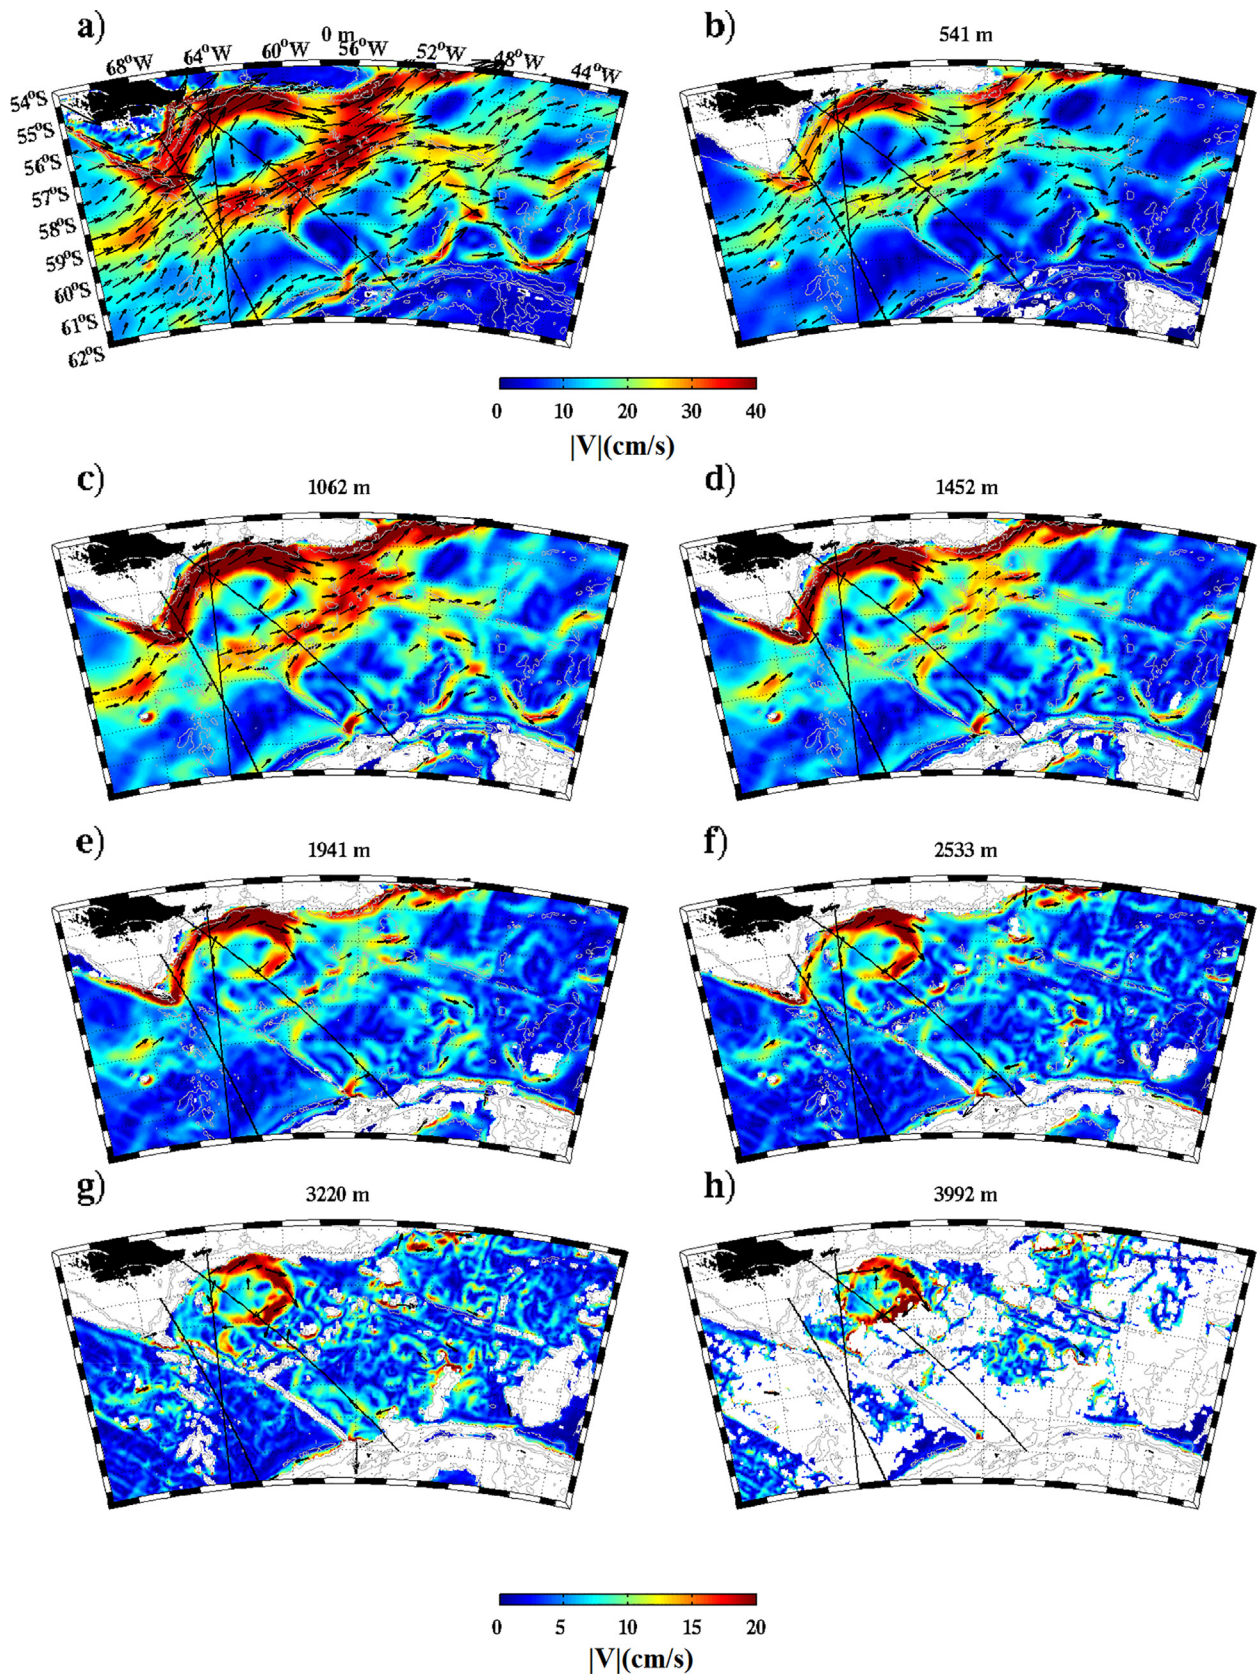 a)
0 m
68°W 64°W 60°W 56°W 52°W 48°W 44°W
54°S
55°S
56°S
57°S
58°S
59°S
60°S
61°S
62°S
b)
541 m
0 10 20 30 40
|V|(cm/s)
c)
1062 m
d)
1452 m
e)
1941 m
f)
2533 m
g)
3220 m
h)
3992 m
0 5 10 15 20
|V|(cm/s)